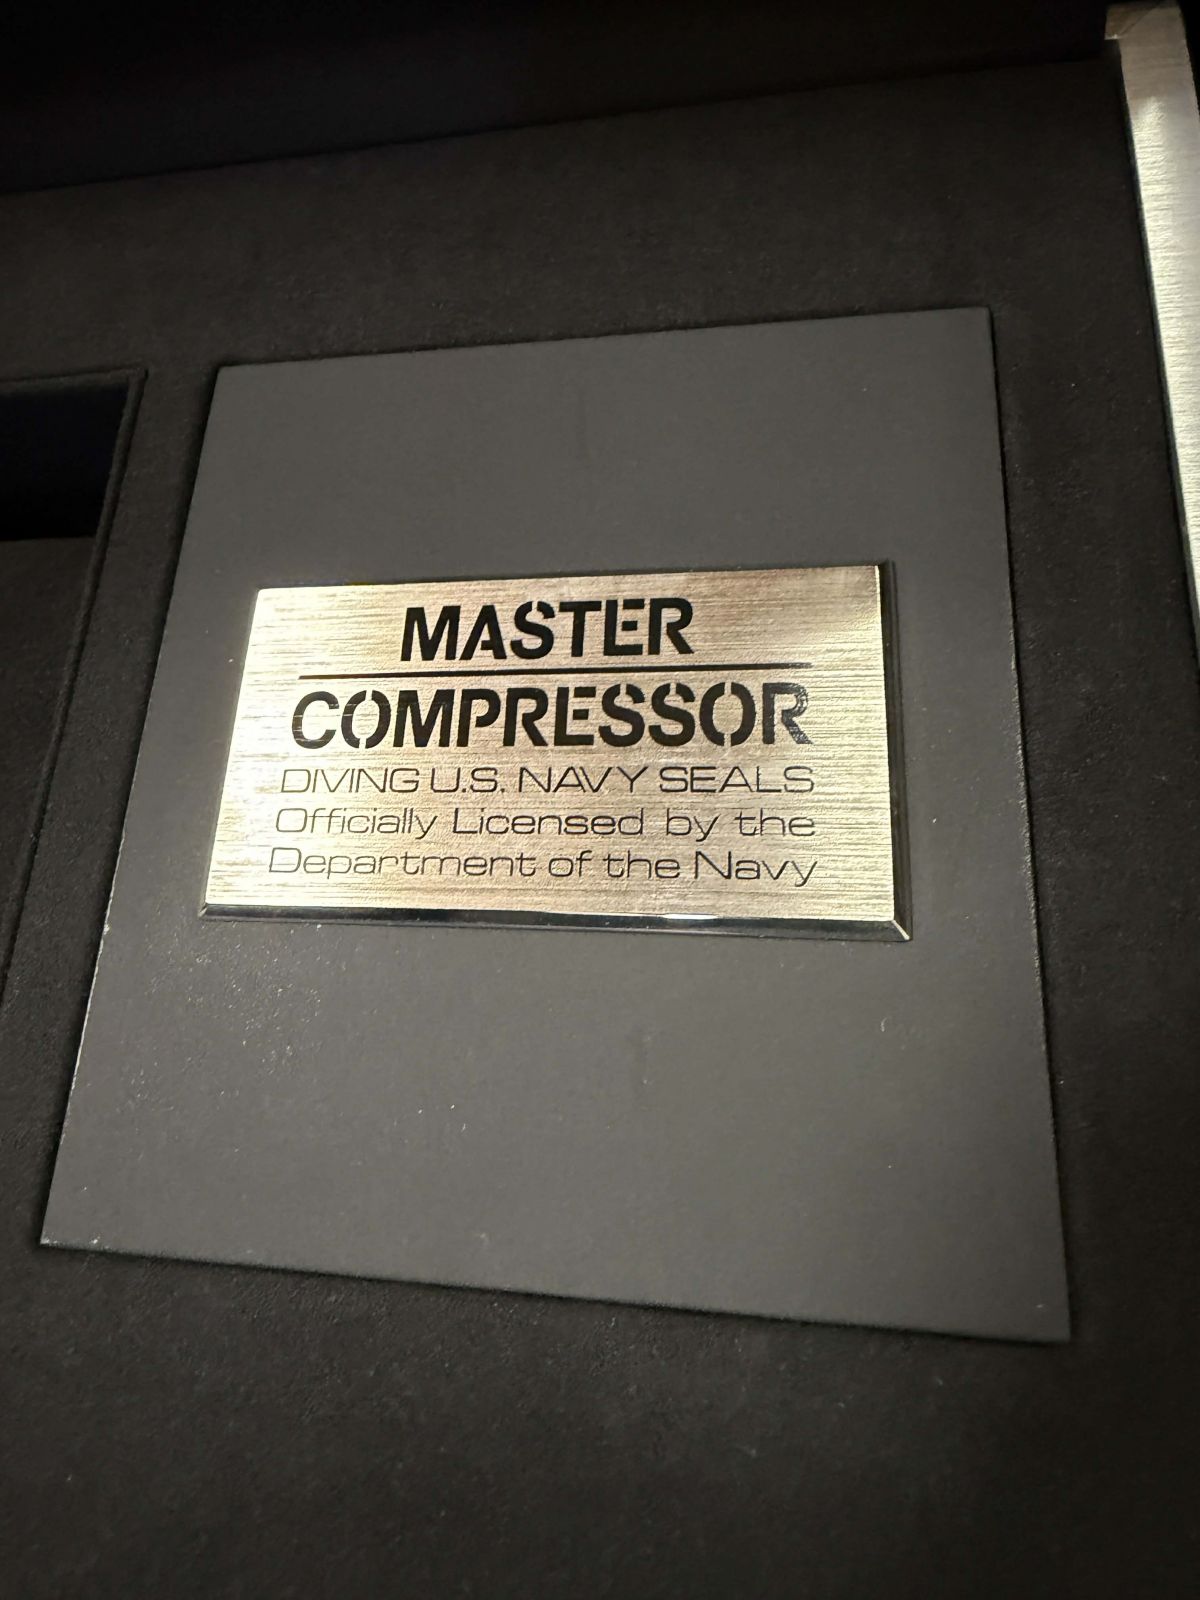 MASTER
COMPRESSOR
DIVING U.S. NAVY SEALS
Officially Licensed by the
Department of the Navy